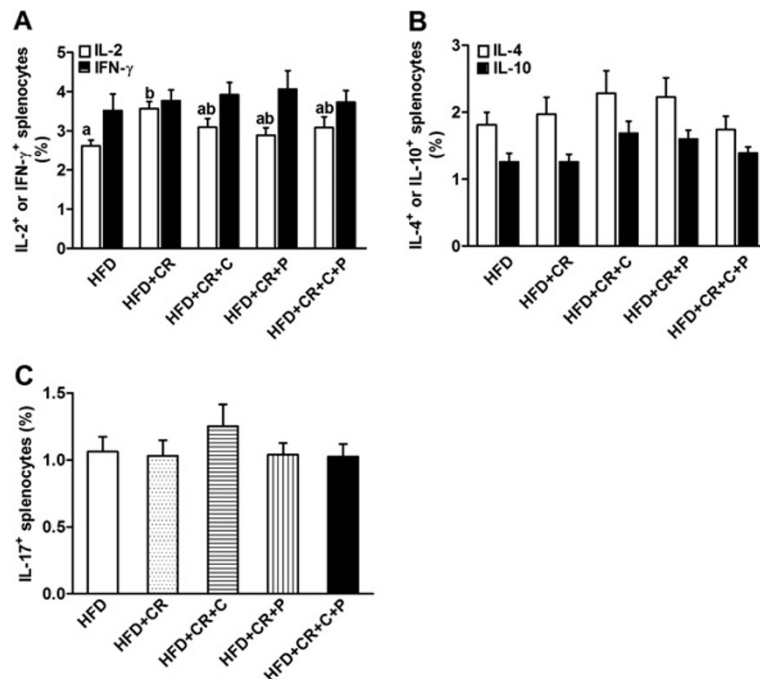 A
IL-2⁺ or IFN-γ⁺ splenocytes
(%)
5
4
3
2
1
0
IL-2
IFN-γ
a
b
ab
ab
ab
HFD
HFD+CR
HFD+CR+C
HFD+CR+P
HFD+CR+C+P
B
IL-4⁺ or IL-10⁺ splenocytes
(%)
3
2
1
0
IL-4
IL-10
HFD
HFD+CR
HFD+CR+C
HFD+CR+P
HFD+CR+C+P
C
IL-17⁺ splenocytes (%)
1.5
1.0
0.5
0.0
HFD
HFD+CR
HFD+CR+C
HFD+CR+P
HFD+CR+C+P